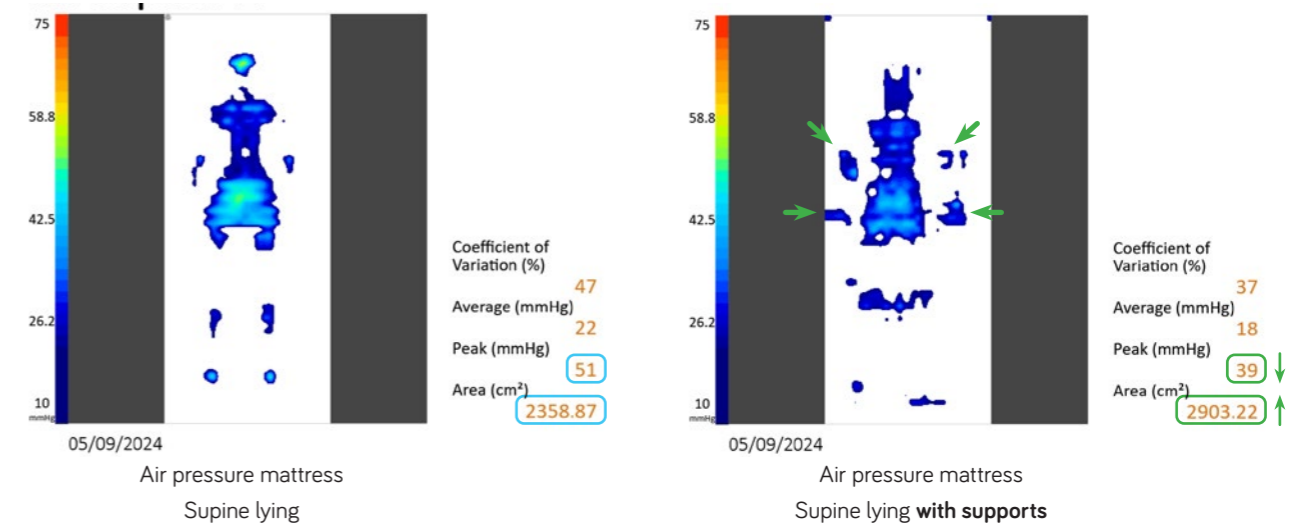 75
58.8
42.5
26.2
10
mmHg
Coefficient of
Variation (%)
47
Average (mmHg)
22
Peak (mmHg)
51
Area (cm²)
2358.87
05/09/2024
Air pressure mattress
Supine lying
75
58.8
42.5
26.2
10
mmHg
Coefficient of
Variation (%)
37
Average (mmHg)
18
Peak (mmHg)
39
Area (cm²)
2903.22
05/09/2024
Air pressure mattress
Supine lying with supports